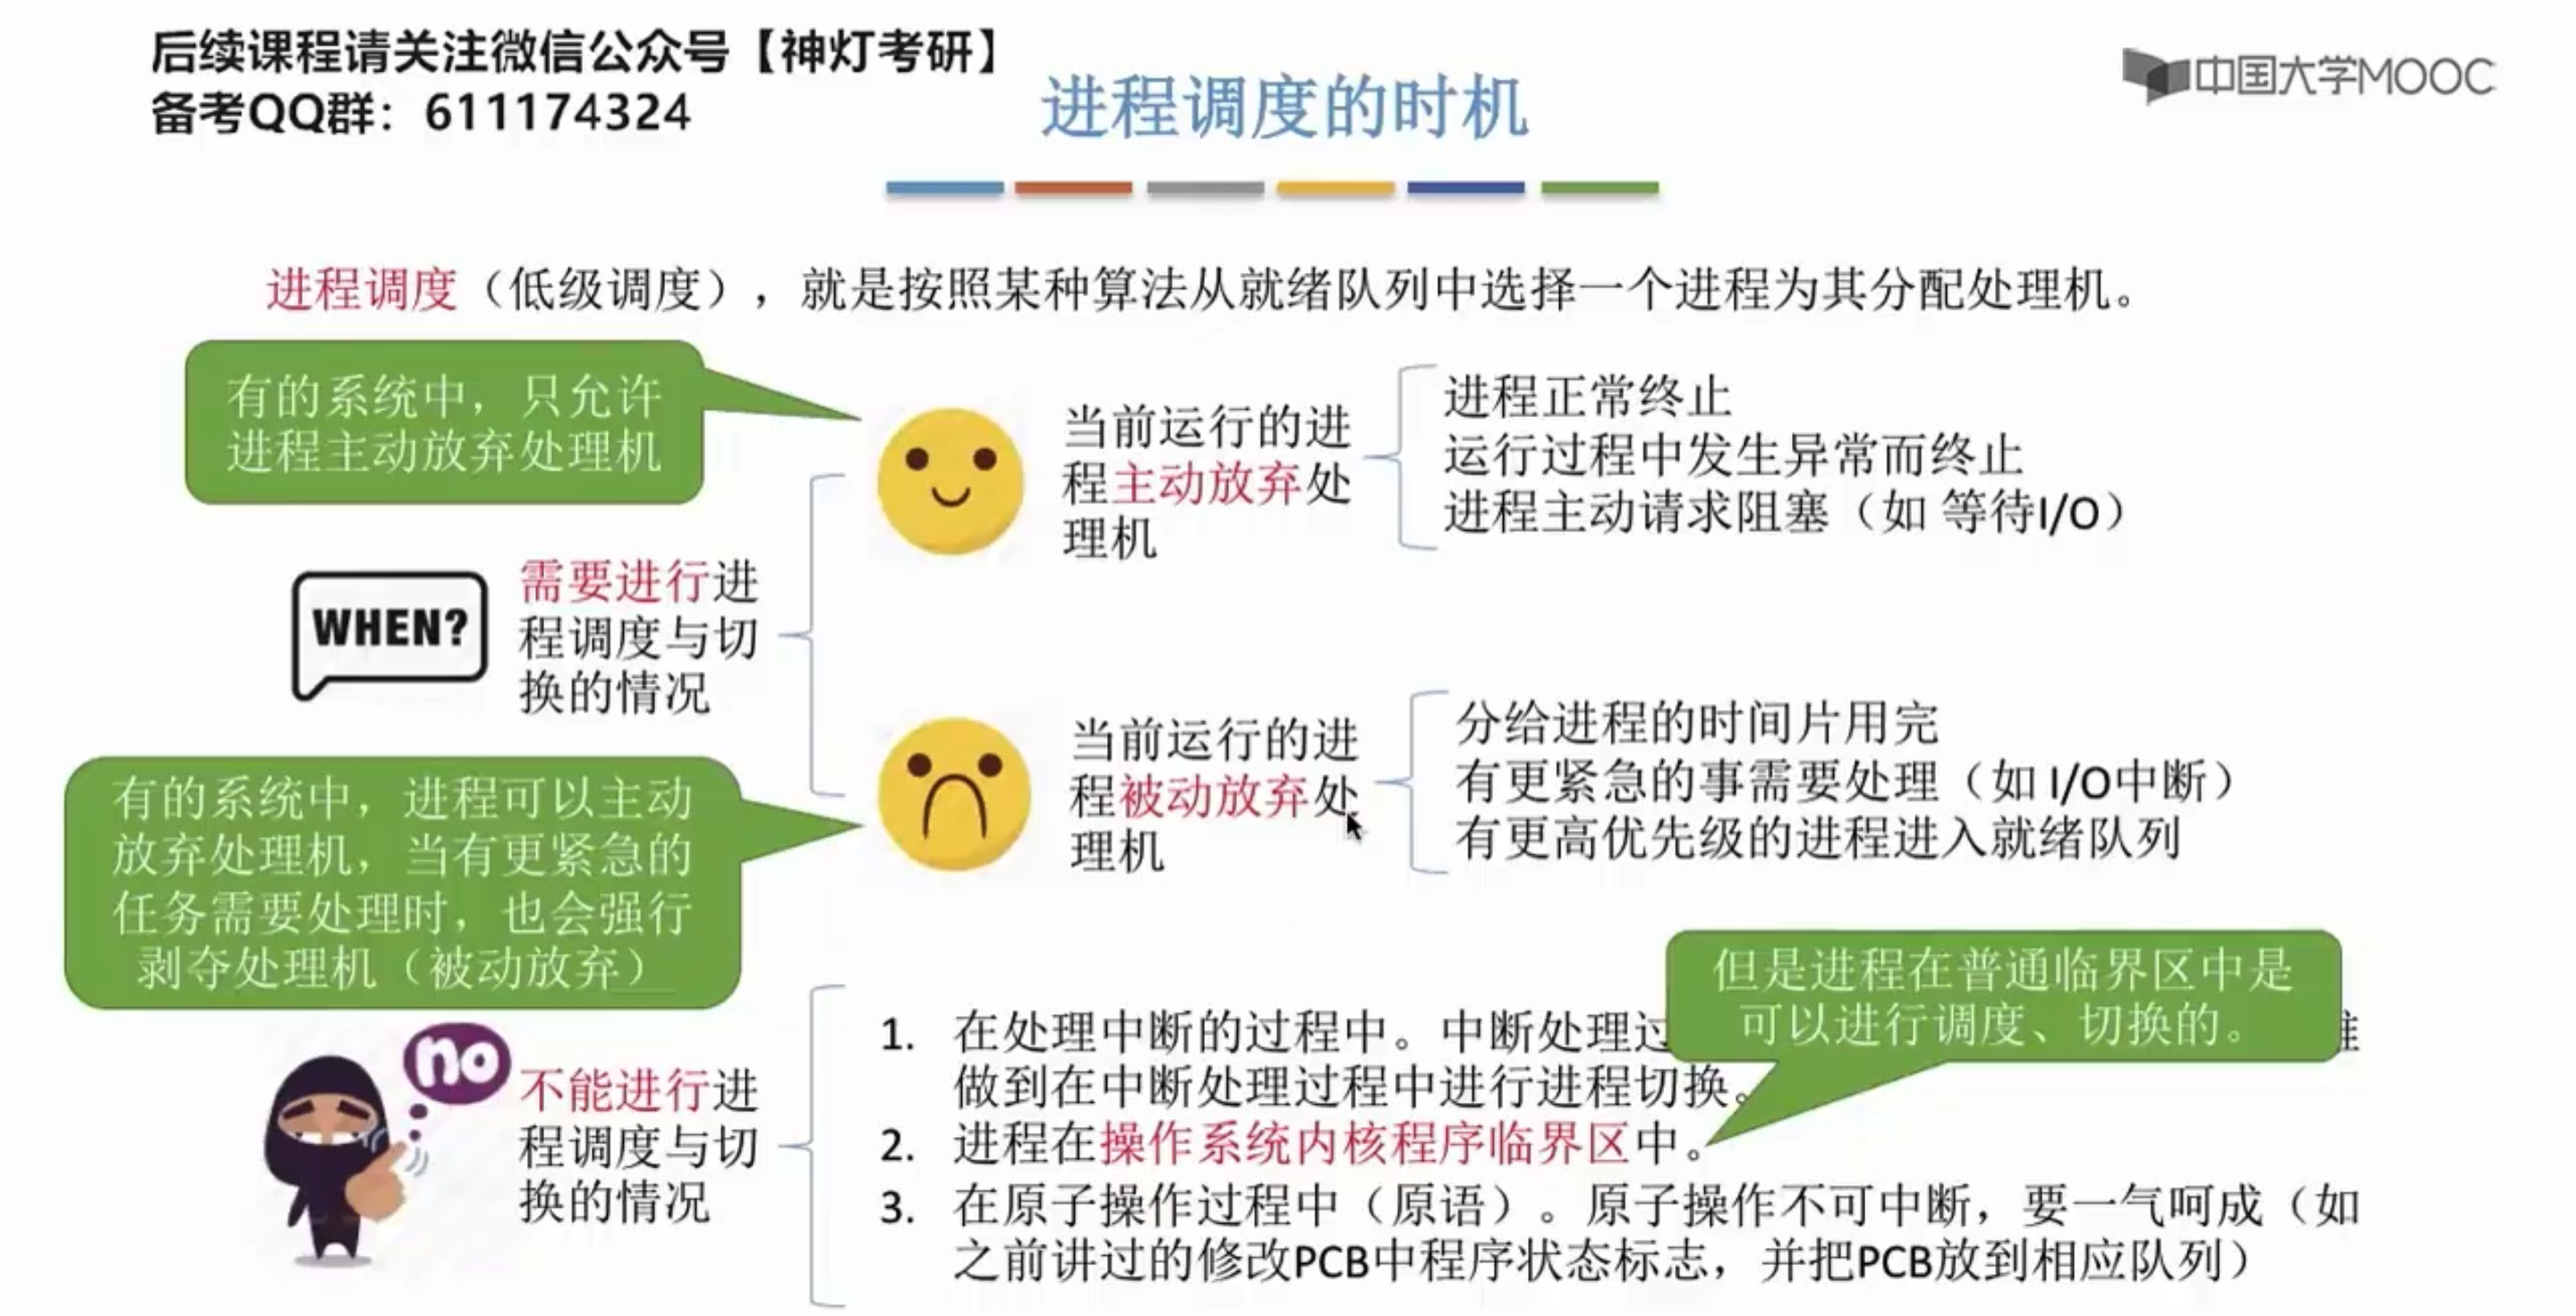 后续课程请关注微信公众号【神灯考研】
备考QQ群：611174324
中国大学MOOC
进程调度的时机
进程调度（低级调度），就是按照某种算法从就绪队列中选择一个进程为其分配处理机。
有的系统中，只允许
进程主动放弃处理机
当前运行的进
程主动放弃处
理机
进程正常终止
运行过程中发生异常而终止
进程主动请求阻塞（如 等待I/O）
WHEN?
需要进行进
程调度与切
换的情况
有的系统中，进程可以主动
放弃处理机，当有更紧急的
任务需要处理时，也会强行
剥夺处理机（被动放弃）
当前运行的进
程被动放弃处
理机
分给进程的时间片用完
有更紧急的事需要处理（如 I/O中断）
有更高优先级的进程进入就绪队列
但是进程在普通临界区中是
可以进行调度、切换的。
no
不能进行进
程调度与切
换的情况
1. 在处理中断的过程中。中断处理过
做到在中断处理过程中进行进程切换。
2. 进程在操作系统内核程序临界区中。
3. 在原子操作过程中（原语）。原子操作不可中断，要一气呵成（如
之前讲过的修改PCB中程序状态标志，并把PCB放到相应队列）